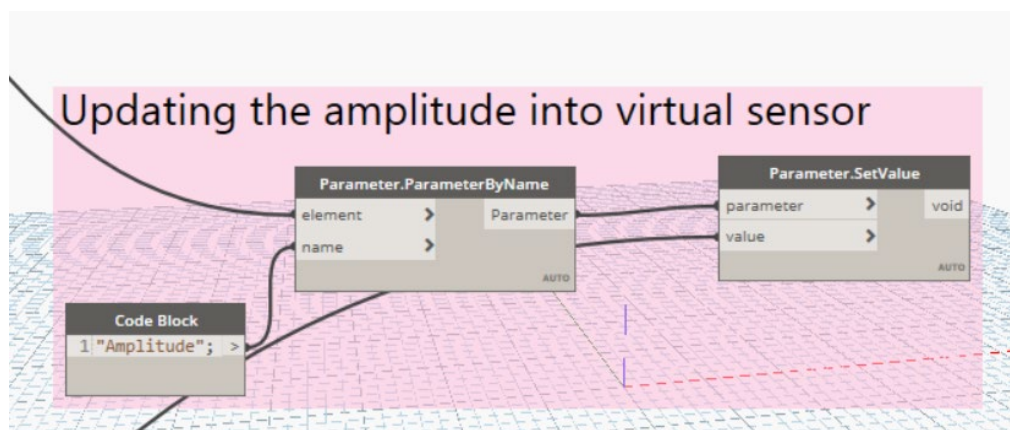 Updating the amplitude into virtual sensor
Parameter.ParameterByName
element > Parameter
name >
AUTO
Parameter.SetValue
parameter > void
value >
AUTO
Code Block
1 "Amplitude"; >